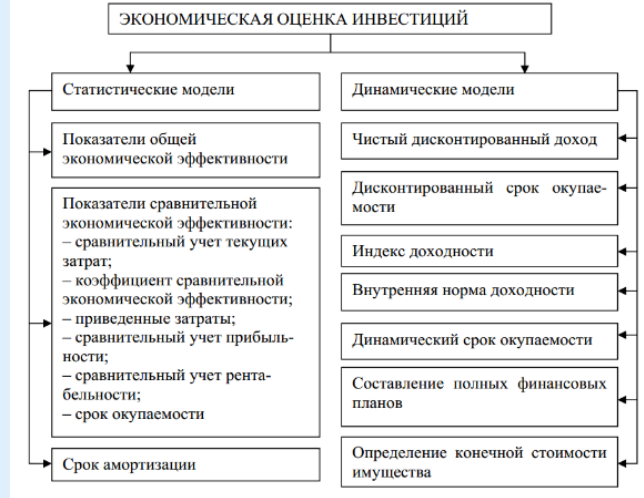 ЭКОНОМИЧЕСКАЯ ОЦЕНКА ИНВЕСТИЦИЙ
Статистические модели
Показатели общей
экономической эффективности
Показатели сравнительной
экономической эффективности:
– сравнительный учет текущих
затрат;
– коэффициент сравнительной
экономической эффективности;
– приведенные затраты;
– сравнительный учет прибыль-
ности;
– сравнительный учет рента-
бельности;
– срок окупаемости
Срок амортизации
Динамические модели
Чистый дисконтированный доход
Дисконтированный срок окупае-
мости
Индекс доходности
Внутренняя норма доходности
Динамический срок окупаемости
Составление полных финансовых
планов
Определение конечной стоимости
имущества